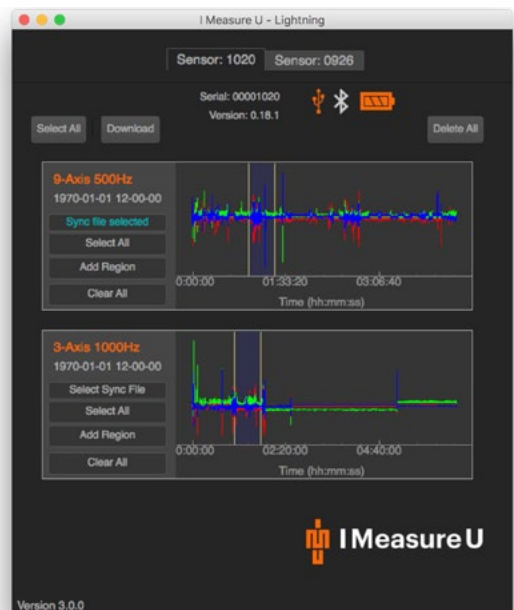 I Measure U - Lightning
Sensor: 1020 Sensor: 0926
Serial: 00001020
Version: 0.18.1
Select All Download Delete All
9-Axis 500Hz
1970-01-01 12-00-00
Sync file selected
Select All
Add Region
Clear All
0:00:00 01:33:20 03:06:40
Time (hh:mm:ss)
3-Axis 1000Hz
1970-01-01 12-00-00
Select Sync File
Select All
Add Region
Clear All
0:00:00 02:20:00 04:40:00
Time (hh:mm:ss)
I Measure U
Version 3.0.0